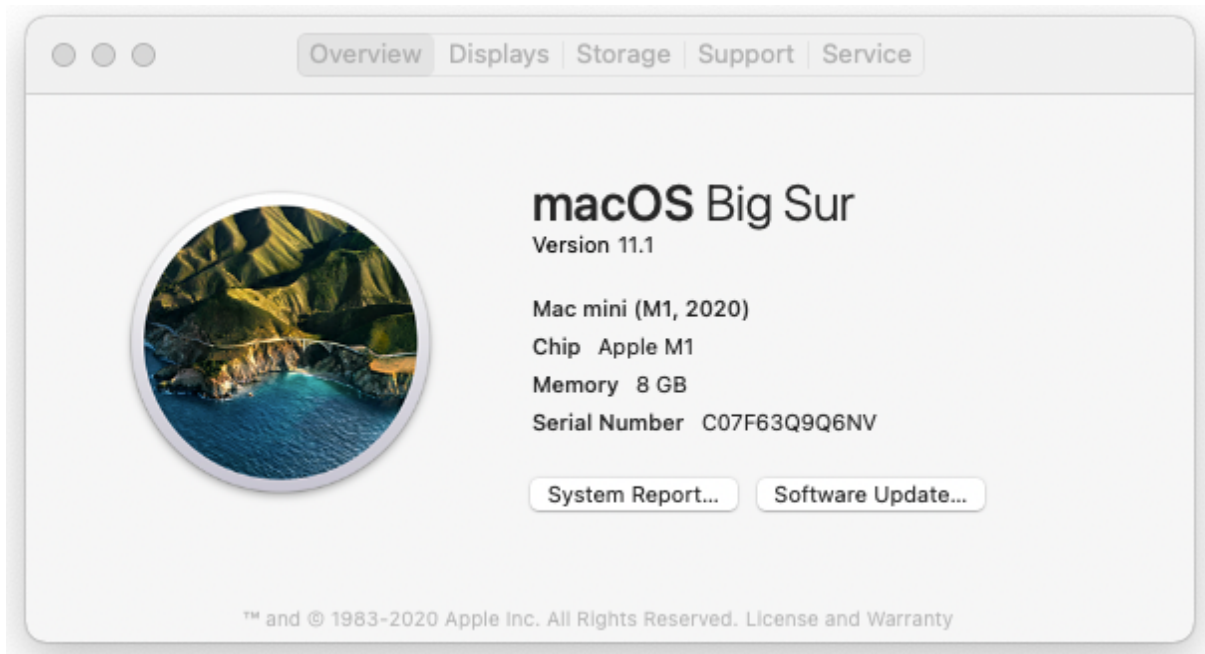 Overview Displays Storage Support Service
macOS Big Sur
Version 11.1
Mac mini (M1, 2020)
Chip Apple M1
Memory 8 GB
Serial Number C07F63Q9Q6NV
System Report... Software Update...
™ and © 1983-2020 Apple Inc. All Rights Reserved. License and Warranty